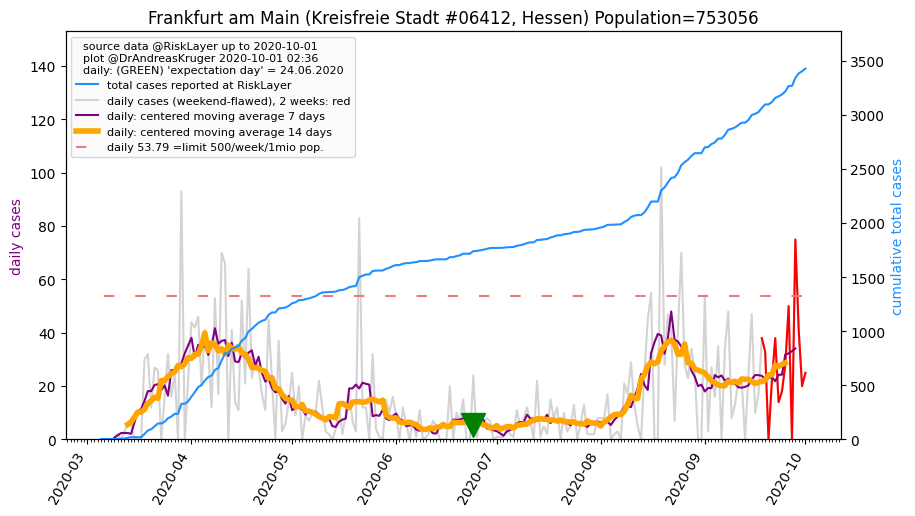 Frankfurt am Main (Kreisfreie Stadt #06412, Hessen) Population=753056
source data @RiskLayer up to 2020-10-01
plot @DrAndreasKruger 2020-10-01 02:36
daily: (GREEN) 'expectation day' = 24.06.2020
total cases reported at RiskLayer
daily cases (weekend-flawed), 2 weeks: red
daily: centered moving average 7 days
daily: centered moving average 14 days
daily 53.79 =limit 500/week/1mio pop.
daily cases
140
120
100
80
60
40
20
0
cumulative total cases
3500
3000
2500
2000
1500
1000
500
0
2020-03
2020-04
2020-05
2020-06
2020-07
2020-08
2020-09
2020-10